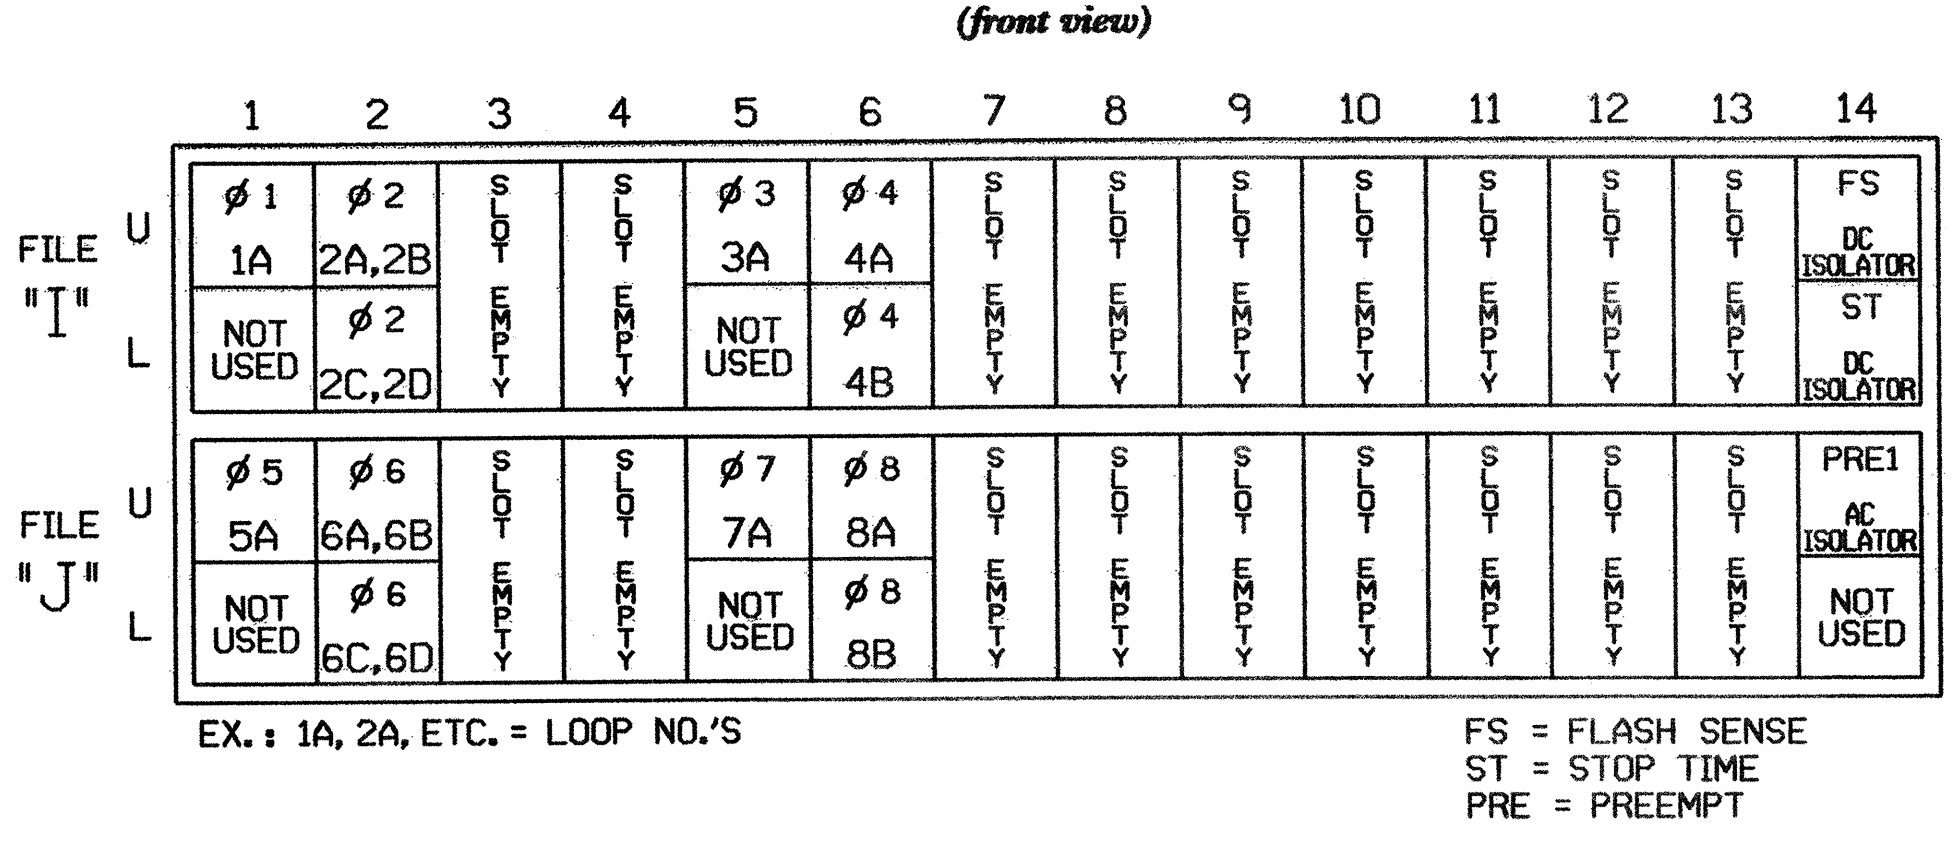 (front view)
1 2 3 4 5 6 7 8 9 10 11 12 13 14
FILE "I"
U
ø 1
1A
ø 2
2A,2B
SLOT EMPTY
SLOT EMPTY
ø 3
3A
ø 4
4A
SLOT EMPTY
SLOT EMPTY
SLOT EMPTY
SLOT EMPTY
SLOT EMPTY
SLOT EMPTY
SLOT EMPTY
FS
DC
ISOLATOR
L
NOT
USED
ø 2
2C,2D
NOT
USED
ø 4
4B
ST
DC
ISOLATOR
FILE "J"
U
ø 5
5A
ø 6
6A,6B
SLOT EMPTY
SLOT EMPTY
ø 7
7A
ø 8
8A
SLOT EMPTY
SLOT EMPTY
SLOT EMPTY
SLOT EMPTY
SLOT EMPTY
SLOT EMPTY
SLOT EMPTY
PRE1
AC
ISOLATOR
L
NOT
USED
ø 6
6C,6D
NOT
USED
ø 8
8B
NOT
USED
EX.: 1A, 2A, ETC. = LOOP NO.'S
FS = FLASH SENSE
ST = STOP TIME
PRE = PREEMPT